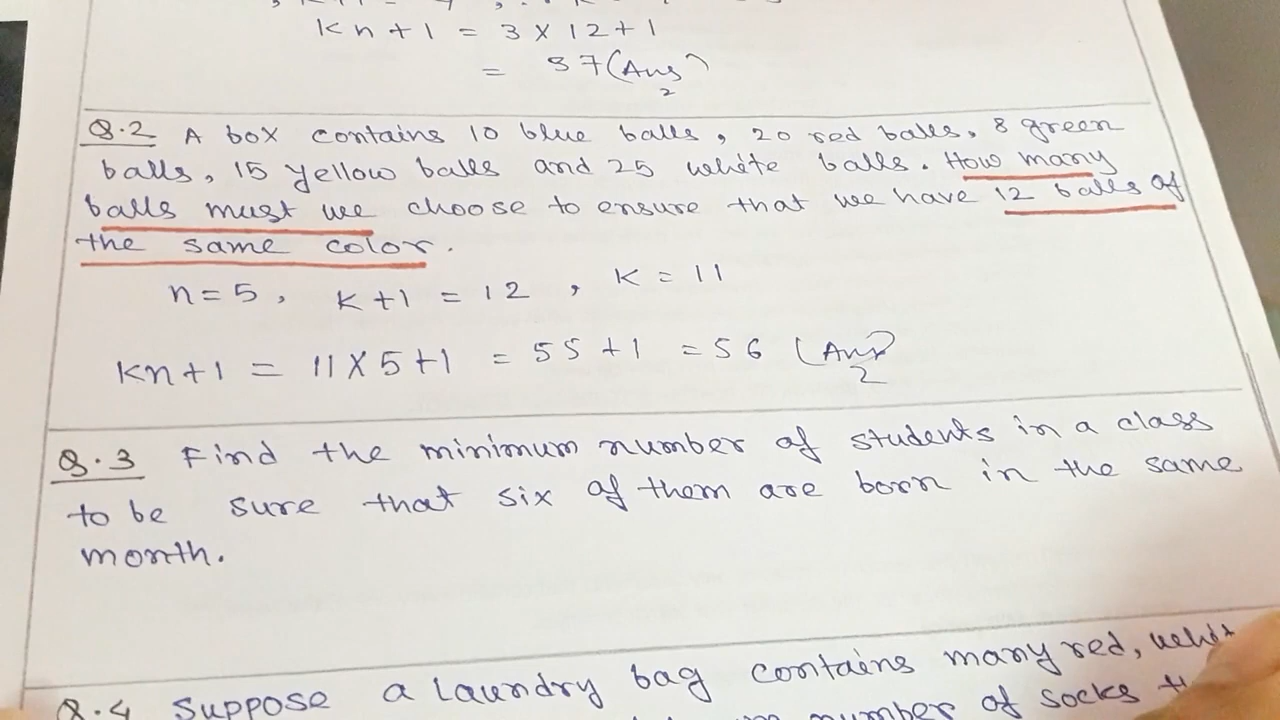 Kn+1 = 3 X 12+1
= 37 (Ans)
Q.2 A box contains 10 blue balls, 20 red balls, 8 green
balls, 15 yellow balls and 25 white balls. How many
balls must we choose to ensure that we have 12 balls of
the same color.
n=5, K+1 = 12, K = 11
Kn+1 = 11X5+1 = 55+1 = 56 (Ans)
Q.3 Find the minimum number of students in a class
to be sure that six of them are born in the same
month.
Q.4 Suppose a laundry bag contains many red,
number of socks